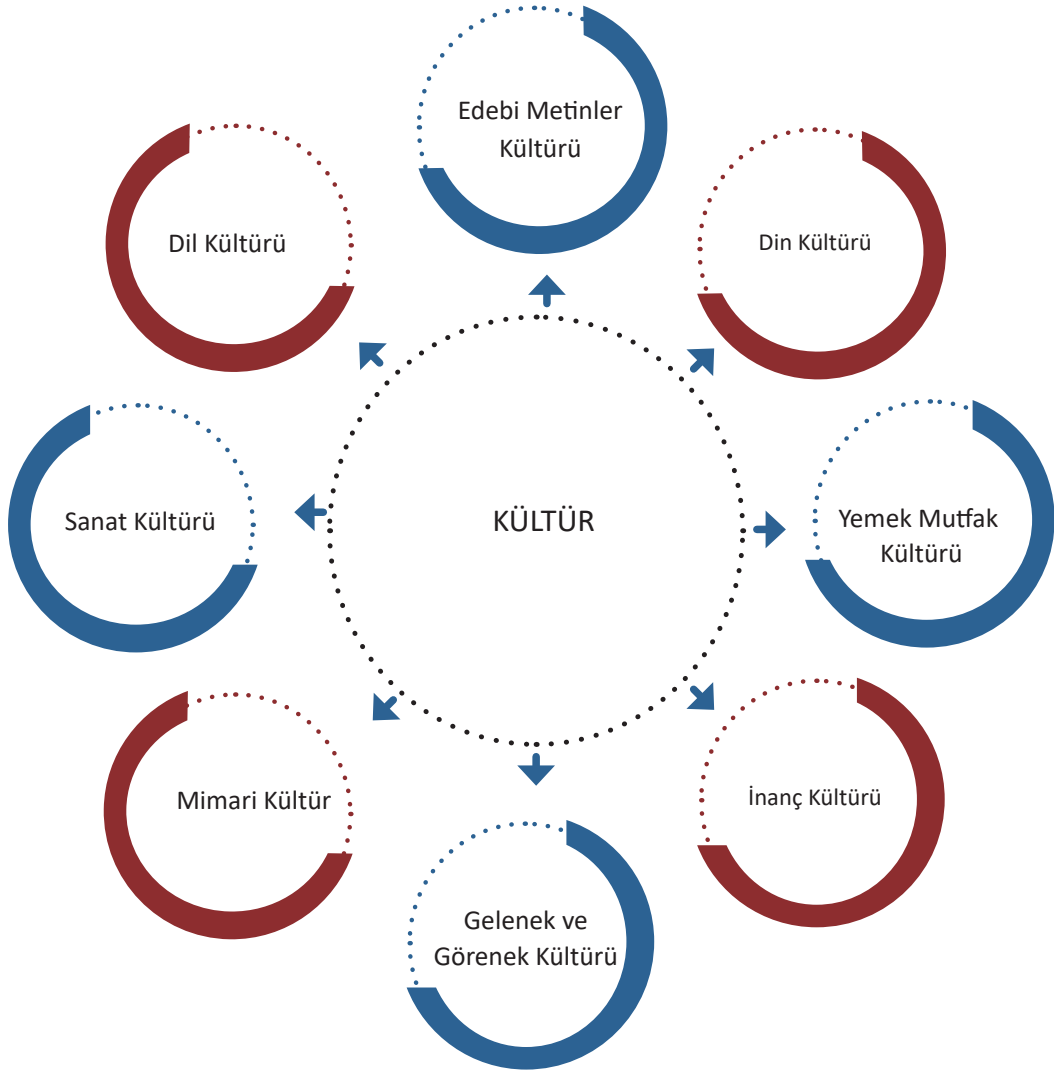 Edebi Metinler
Kültürü
Dil Kültürü
Din Kültürü
Sanat Kültürü
KÜLTÜR
Yemek Mutfak
Kültürü
Mimari Kültür
İnanç Kültürü
Gelenek ve
Görenek Kültürü